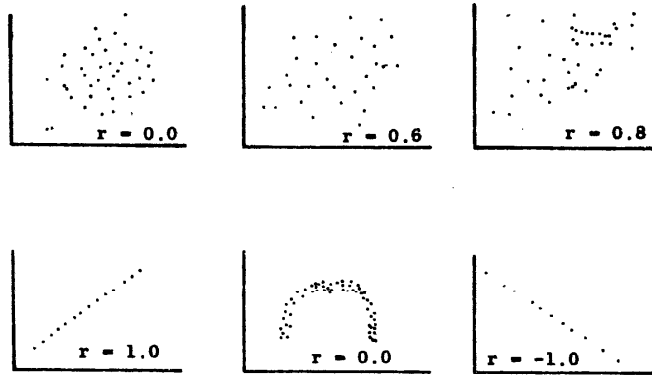 r = 0.0
r = 0.6
r = 0.8
r = 1.0
r = 0.0
r = -1.0